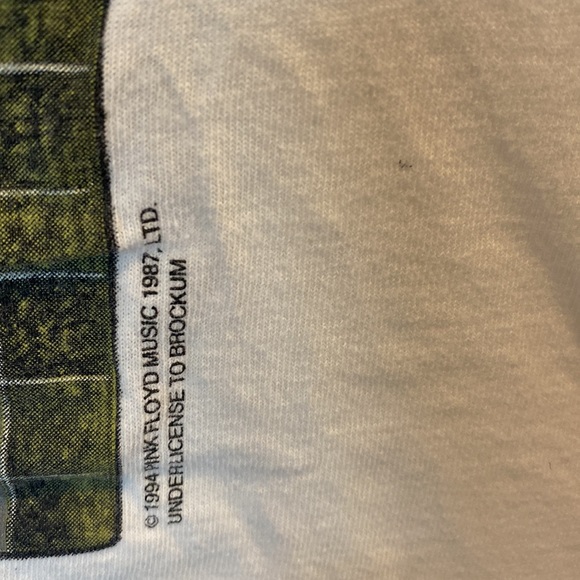 © 1994 PINK FLOYD MUSIC 1987, LTD.
UNDER LICENSE TO BROCKUM